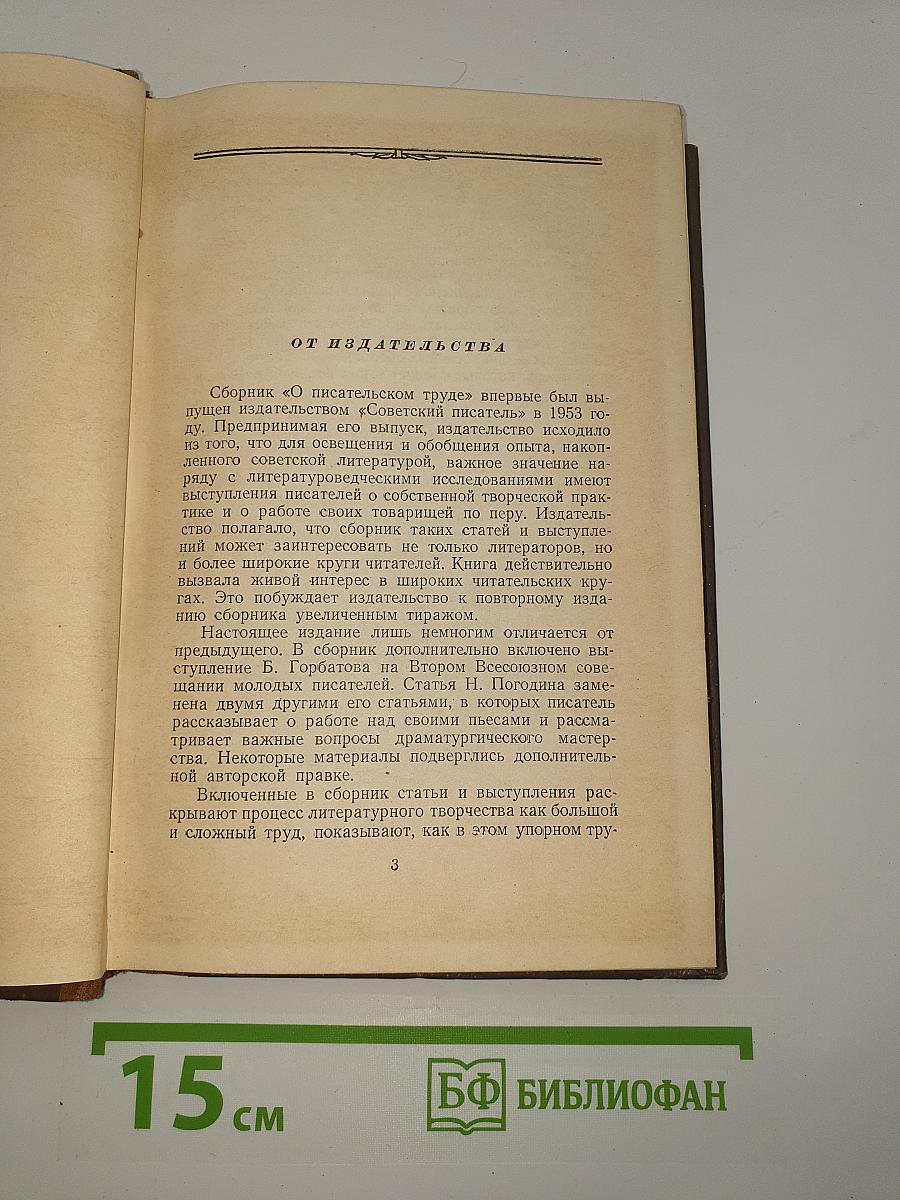 ОТ ИЗДАТЕЛЬСТВА
Сборник «О писательском труде» впервые был вы-
пущен издательством «Советский писатель» в 1953 го-
ду. Предпринимая его выпуск, издательство исходило
из того, что для освещения и обобщения опыта, накоп-
ленного советской литературой, важное значение на-
ряду с литературоведческими исследованиями имеют
выступления писателей о собственной творческой прак-
тике и о работе своих товарищей по перу. Издатель-
ство полагало, что сборник таких статей и выступле-
ний может заинтересовать не только литераторов, но
и более широкие круги читателей. Книга действительно
вызвала живой интерес в широких читательских кру-
гах. Это побуждает издательство к повторному изда-
нию сборника увеличенным тиражом.
Настоящее издание лишь немногим отличается от
предыдущего. В сборник дополнительно включено вы-
ступление Б. Горбатова на Втором Всесоюзном сове-
щании молодых писателей. Статья Н. Погодина заме-
нена двумя другими его статьями, в которых писатель
рассказывает о работе над своими пьесами и рассма-
тривает важные вопросы драматургического мастер-
ства. Некоторые материалы подверглись дополнитель-
ной авторской правке.
Включенные в сборник статьи и выступления рас-
крывают процесс литературного творчества как большой
и сложный труд, показывают, как в этом упорном тру-
3
15 см
БФ БИБЛИОФАН